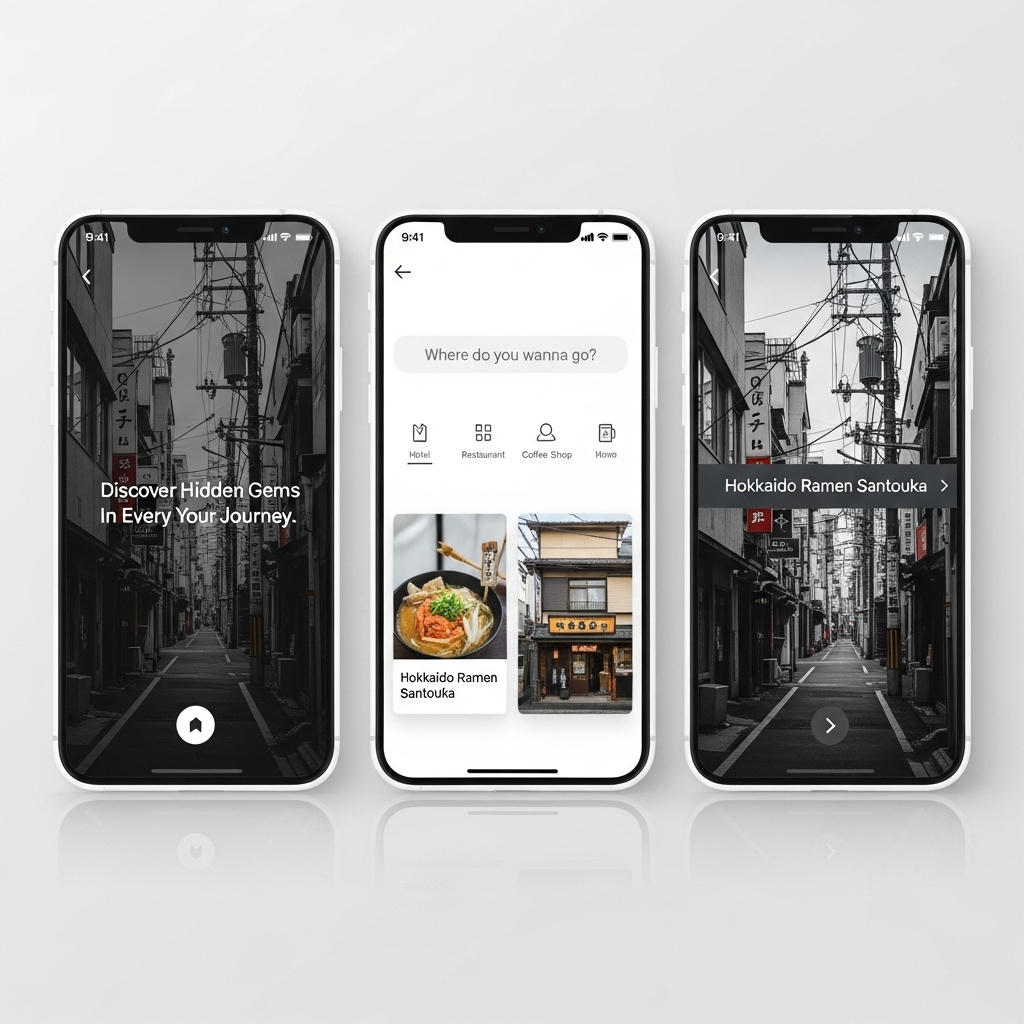 9:41
Discover Hidden Gems
In Every Your Journey.
9:41
Where do you wanna go?
Hotel
Restaurant
Coffee Shop
Hokkaido Ramen
Santouka
9:41
Hokkaido Ramen Santouka